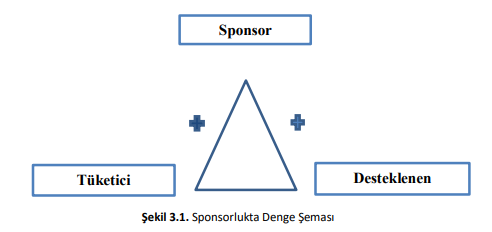 Sponsor
Tüketici
Desteklenen
Şekil 3.1. Sponsorlukta Denge Şeması